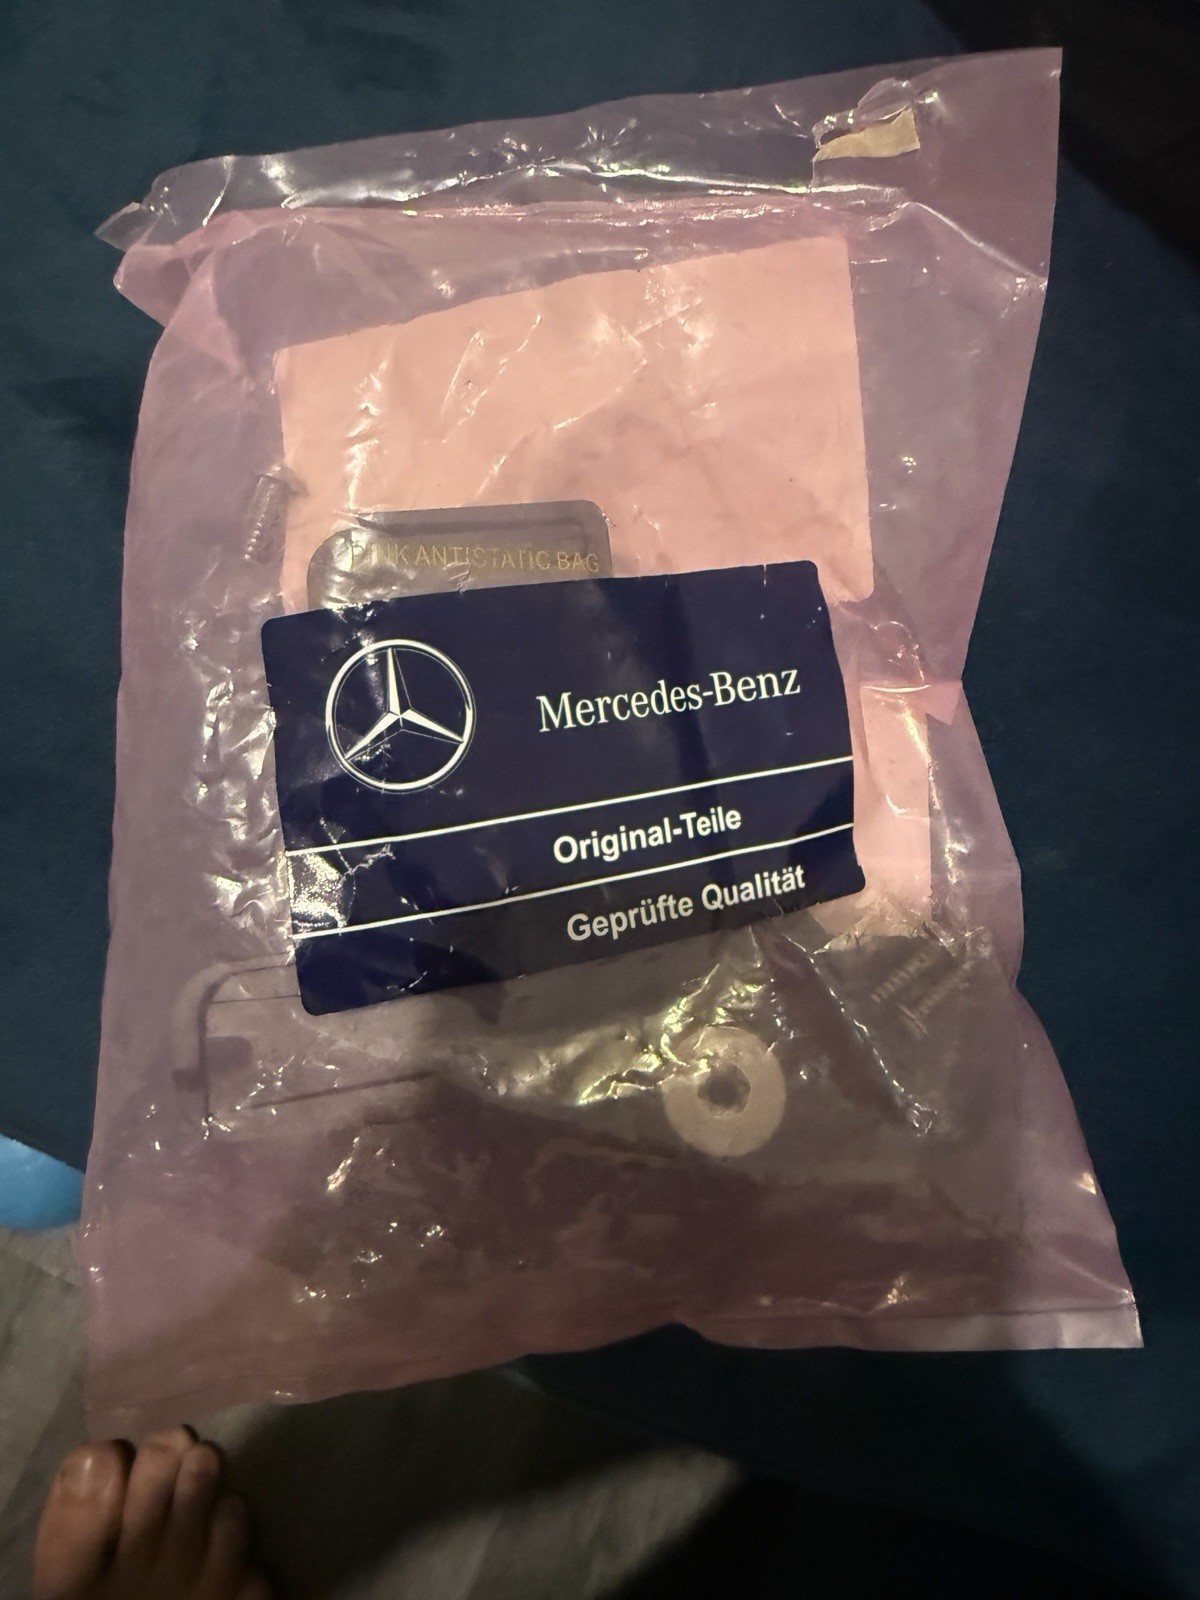 PINK ANTISTATIC BAG
Mercedes-Benz
Original-Teile
Geprüfte Qualität